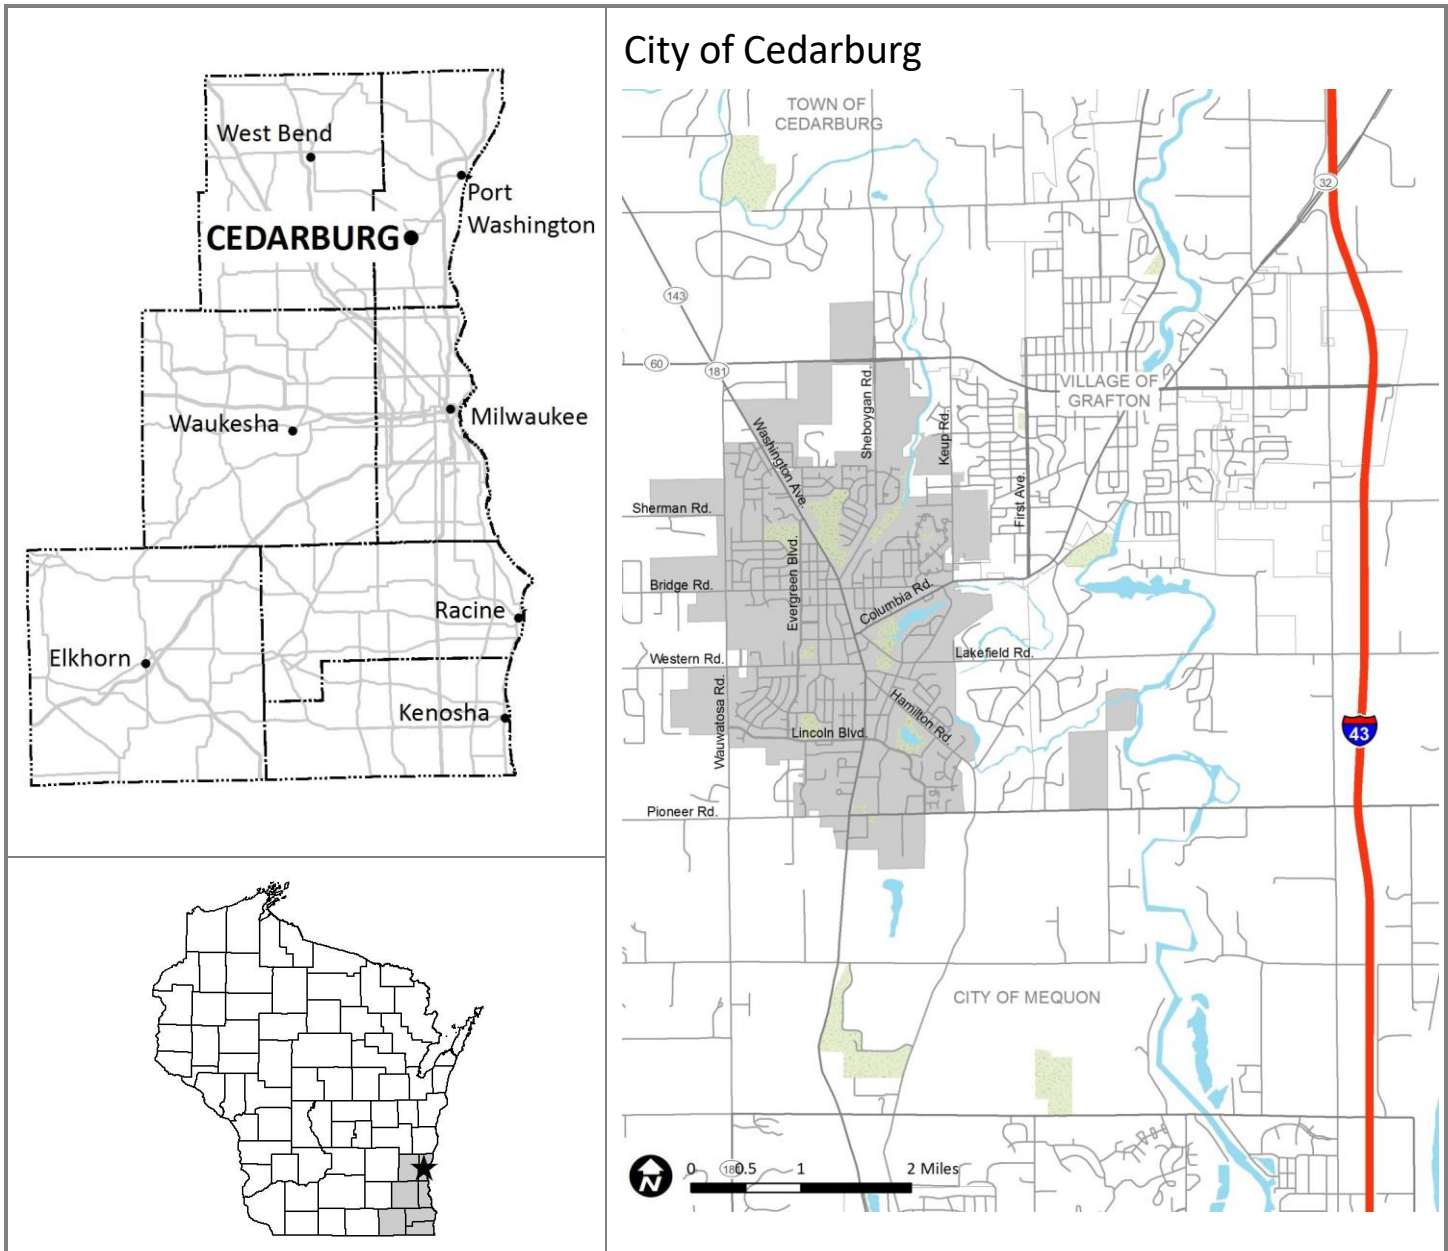 West Bend
Port
Washington
CEDARBURG
Waukesha
Milwaukee
Racine
Elkhorn
Kenosha
City of Cedarburg
TOWN OF
CEDARBURG
32
143
60
181
VILLAGE OF
GRAFTON
Sheboygan Rd.
Keup Rd.
Washington Ave.
First Ave.
Sherman Rd.
Evergreen Blvd.
Bridge Rd.
Columbia Rd.
Western Rd.
Lakefield Rd.
Wauwatosa Rd.
Hamilton Rd.
Lincoln Blvd.
43
Pioneer Rd.
CITY OF MEQUON
N
0 0.5 1 2 Miles